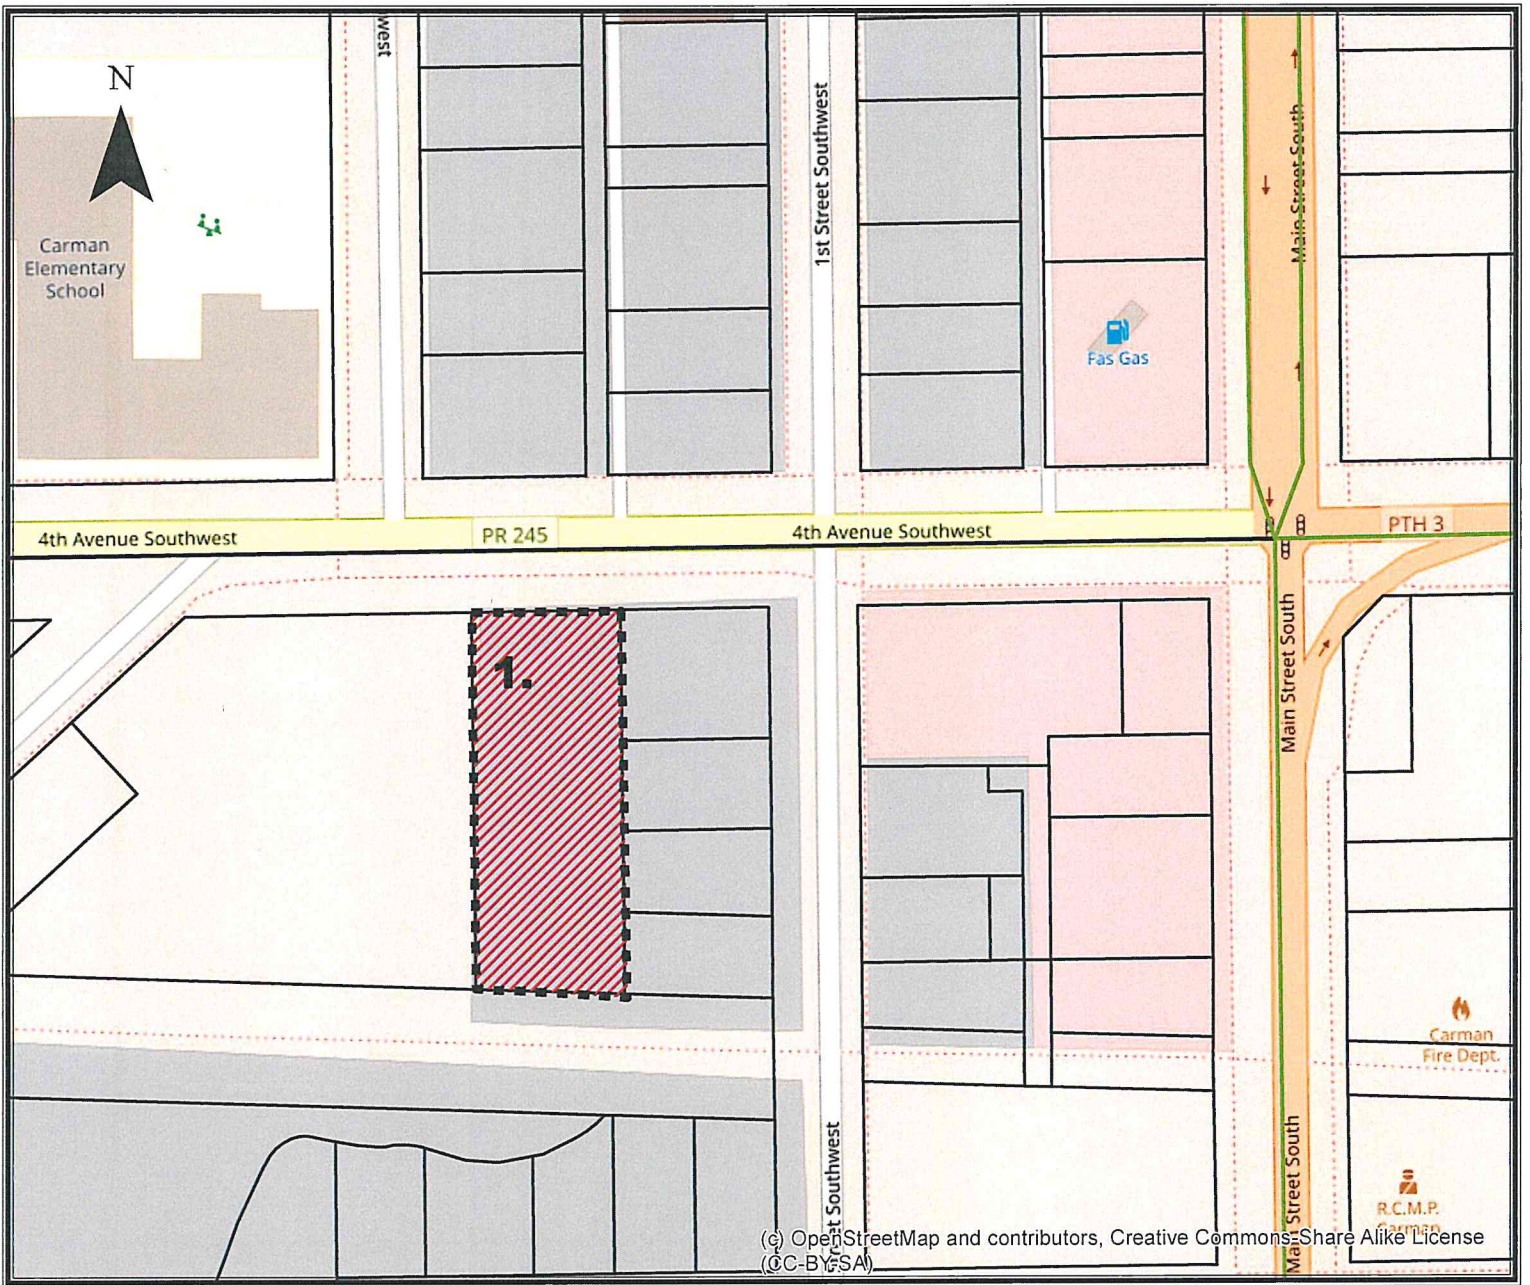 west
N
1st Street Southwest
Main Street South
Carman
Elementary
School
Fas Gas
4th Avenue Southwest
PR 245
4th Avenue Southwest
PTH 3
1.
Main Street South
Carman
Fire Dept.
Southwest
Main Street South
R.C.M.P.
Carman
(c) OpenStreetMap and contributors, Creative Commons-Share Alike License
(CC-BY-SA)